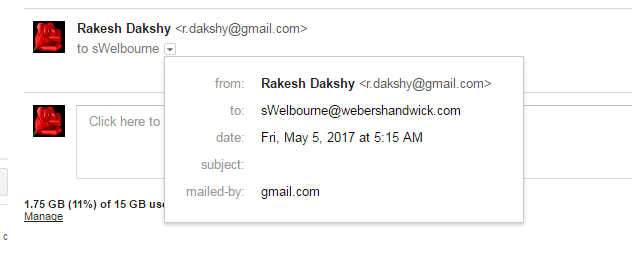 Rakesh Dakshy <r.dakshy@gmail.com>
to sWelbourne
from: Rakesh Dakshy <r.dakshy@gmail.com>
to: sWelbourne@webershandwick.com
date: Fri, May 5, 2017 at 5:15 AM
subject:
mailed-by: gmail.com
Click here to
1.75 GB (11%) of 15 GB use
Manage
c